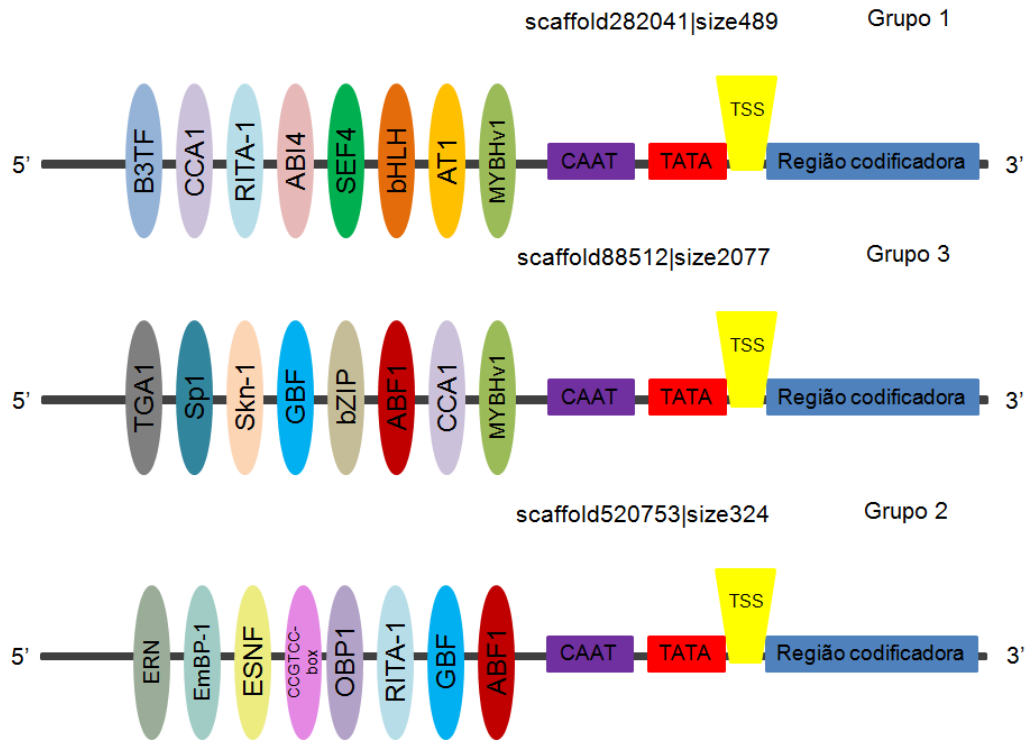 scaffold282041|size489 Grupo 1
TSS
5’ B3TF CCA1 RITA-1 ABI4 SEF4 bHLH AT1 MYBHv1 CAAT TATA Região codificadora 3’
scaffold88512|size2077 Grupo 3
TSS
5’ TGA1 Sp1 Skn-1 GBF bZIP ABF1 CCA1 MYBHv1 CAAT TATA Região codificadora 3’
scaffold520753|size324 Grupo 2
TSS
5’ ERN EmBP-1 ESNF CCGTCC-
box OBP1 RITA-1 GBF ABF1 CAAT TATA Região codificadora 3’